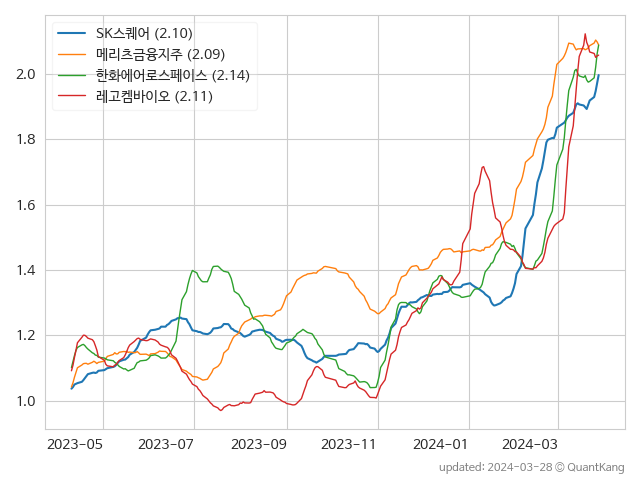 SK스퀘어 (2.10)
메리츠금융지주 (2.09)
한화에어로스페이스 (2.14)
레고켐바이오 (2.11)
2.0
1.8
1.6
1.4
1.2
1.0
2023-05 2023-07 2023-09 2023-11 2024-01 2024-03
updated: 2024-03-28 © QuantKang